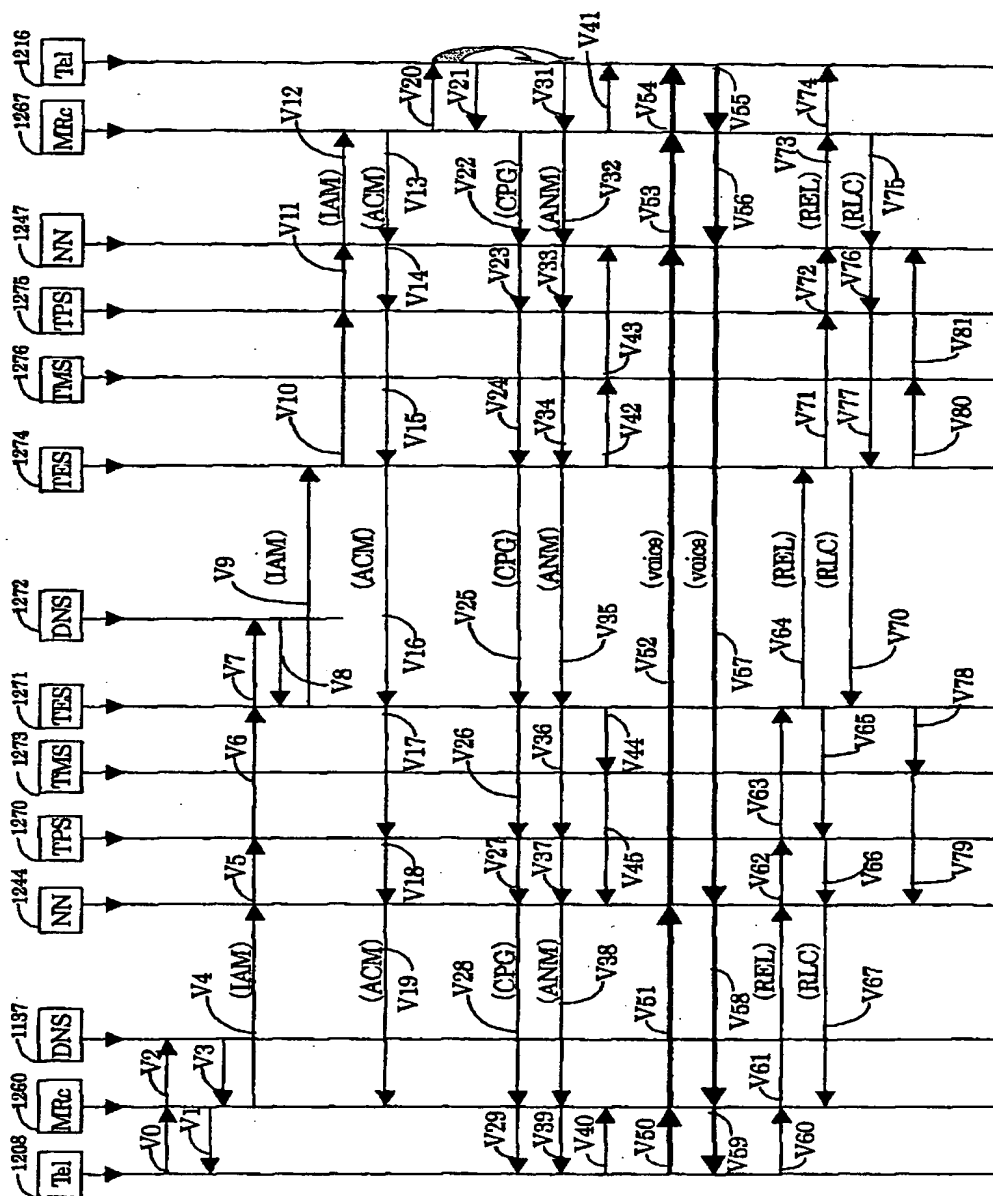 1208 1260 1137 1244 1270 1273 1271 1272 1274 1276 1275 1247 1267 1216
Tel MRc DNS NN TPS TMS TES DNS TES TMS TPS NN MRc Tel
V0 V2
V1 V3
V4 V5 V6 V7
(IAM)
V8 V9
(IAM)
V10 V11 V12
(IAM)
(ACM) (ACM) (ACM)
V19 V18 V17 V16 V15 V14 V13
V20
V21
V29 V28 V27 V26 V25 V24 V23 V22
(CPG) (CPG) (CPG)
V31
(ANM) (ANM) (ANM)
V39 V38 V37 V36 V35 V34 V33 V32
V40 V45 V44 V42 V43 V41
V50 V51 V52 V53 V54
(voice)
(voice)
V59 V58 V57 V56 V55
V60 V61 V62 V63 V64 V71 V72 V73 V74
(REL) (REL) (REL)
(RLC) (RLC) (RLC)
V67 V66 V65 V70 V77 V76 V75
V79 V78 V80 V81